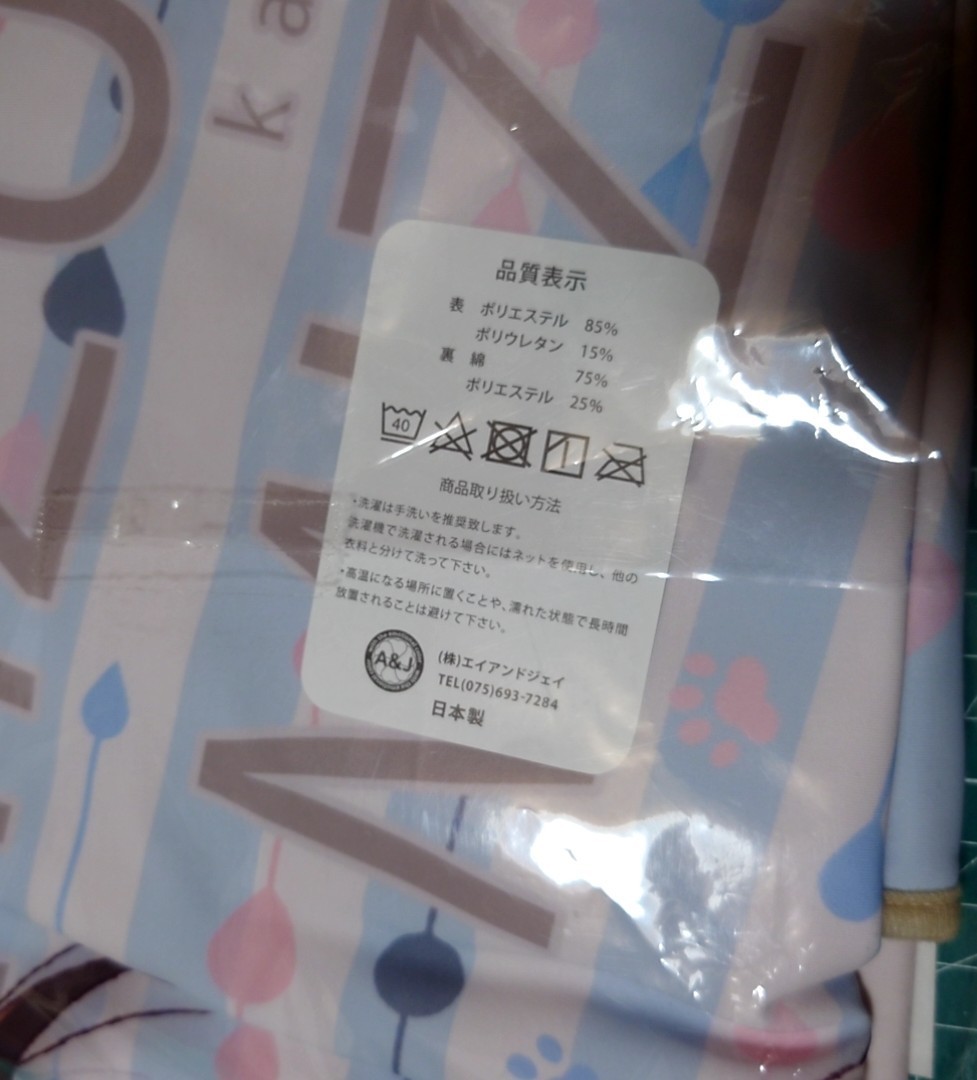 ka
品質表示
表 ポリエステル 85%
ポリウレタン 15%
裏 綿 75%
ポリエステル 25%
40
商品取り扱い方法
・洗濯は手洗いを推奨致します。
洗濯機で洗濯される場合にはネットを使用し、他の
衣料と分けて洗って下さい。
・高温になる場所に置くことや、濡れた状態で長時間
放置されることは避けて下さい。
A&J
(株)エイアンドジェイ
TEL(075)693-7284
日本製